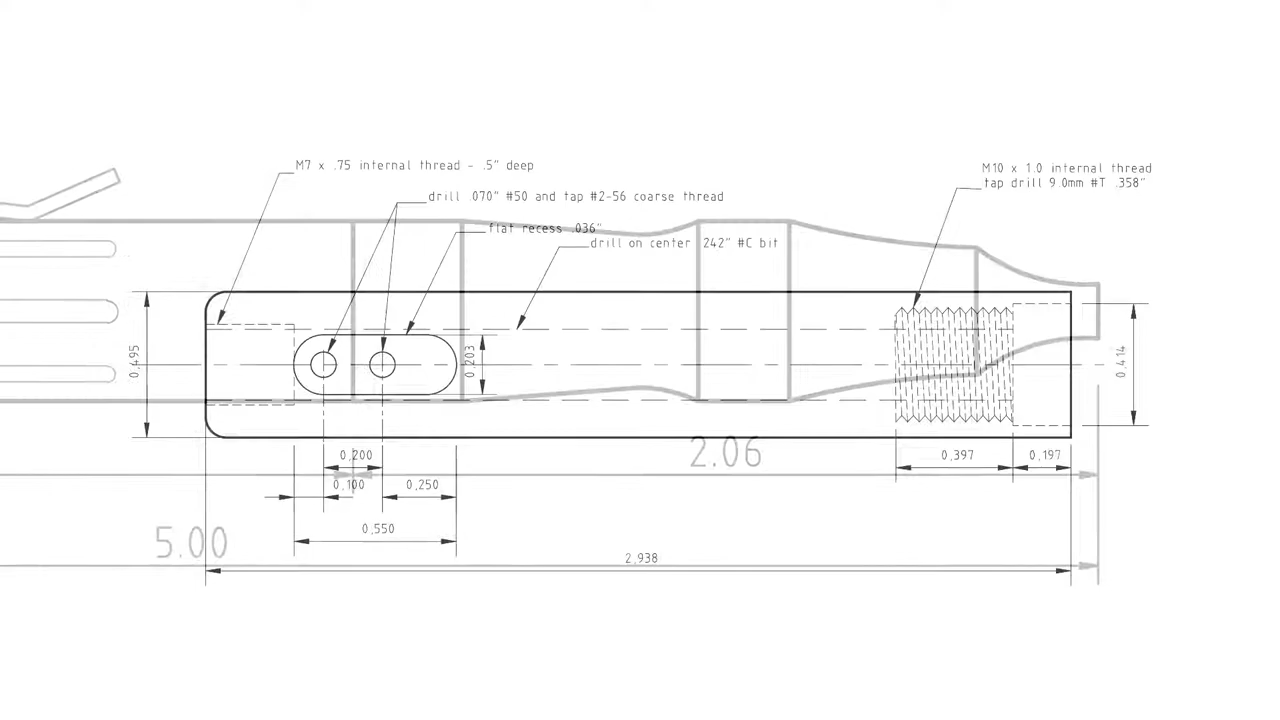 M7 x .75 internal thread - .5" deep
drill .070" #50 and tap #2-56 coarse thread
flat recess .036"
drill on center .242" #C bit
M10 x 1.0 internal thread
tap drill 9.0mm #T .358"
0,495
0,203
0,414
2.06
0,200
0,397
0,197
0,100
0,250
0,550
5.00
2,938